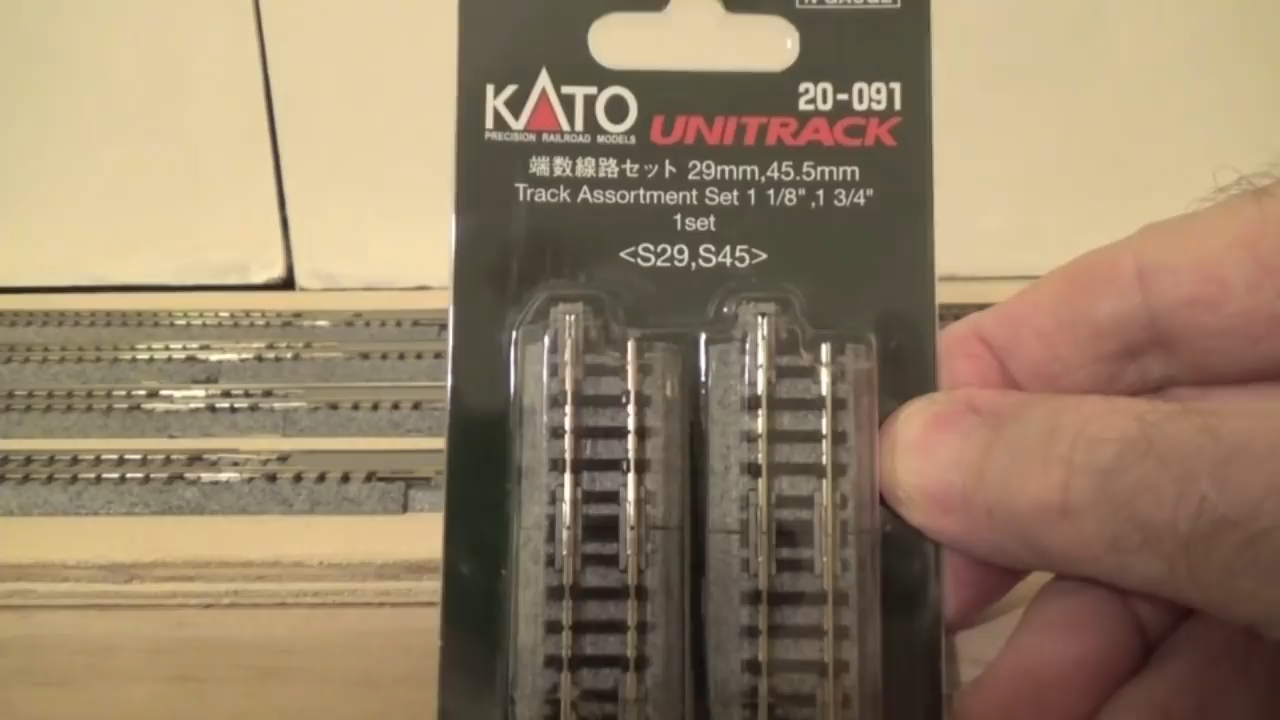 N GAUGE
KATO
PRECISION RAILROAD MODELS
20-091
UNITRACK
端数線路セット 29mm,45.5mm
Track Assortment Set 1 1/8",1 3/4"
1set
<S29,S45>